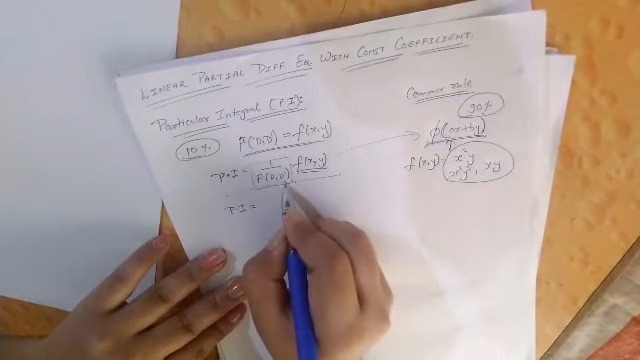 LINEAR PARTIAL DIFF EQ WITH CONST COEFFICIENT.
Particular Integral (P.I):
F(D,D') = f(x,y)
10%
P.I = 1/F(D,D') f(x,y)
P.I =
Common rule
90%
φ(ax+by)
f(x,y) = x²y
x²y², xy